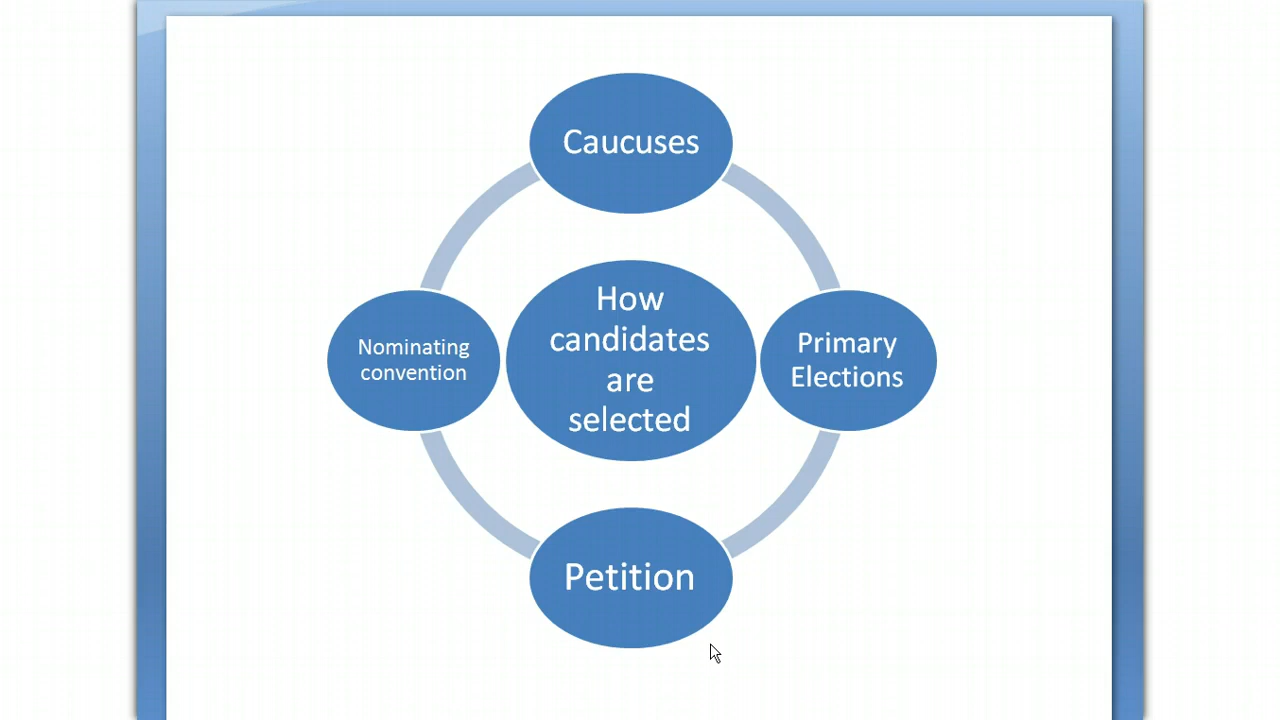 Caucuses
How
candidates
are
selected
Nominating
convention
Primary
Elections
Petition